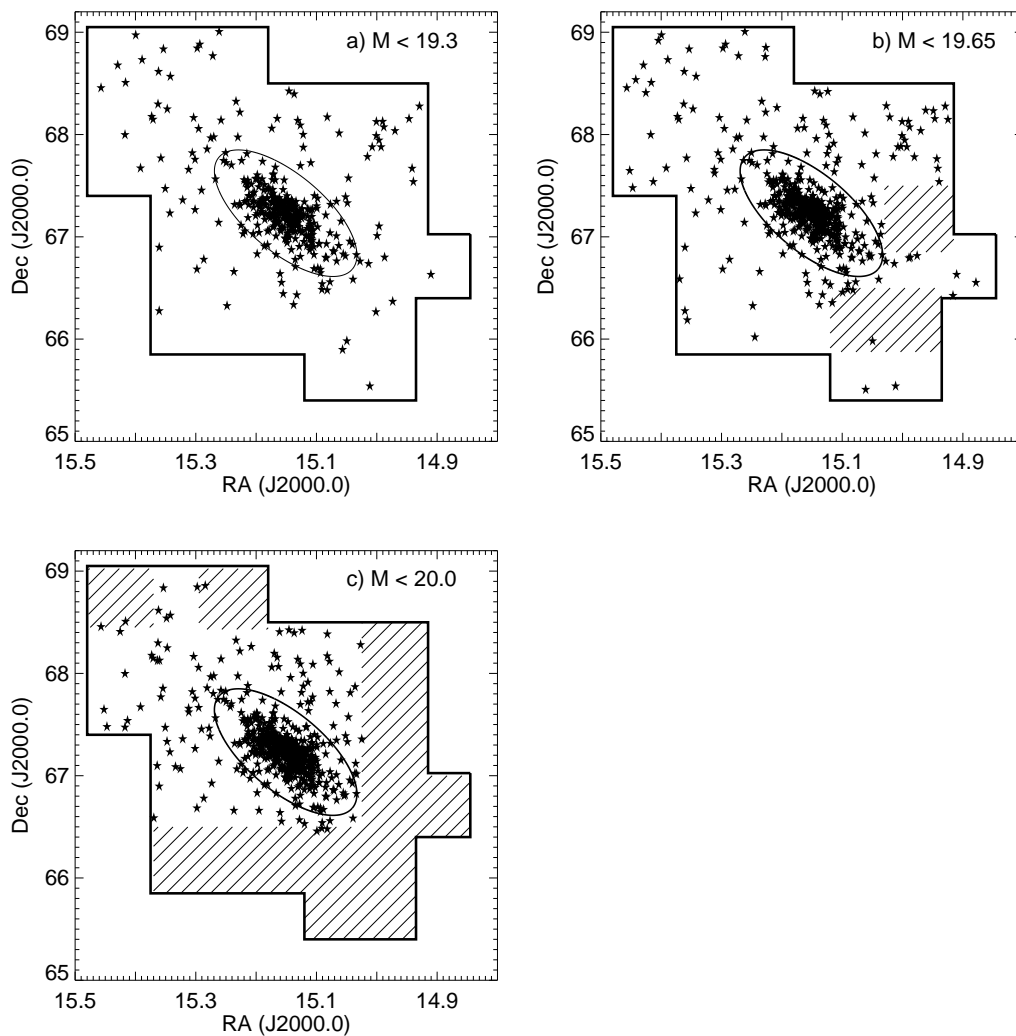 a) M < 19.3
69
68
67
66
65
Dec (J2000.0)
15.5 15.3 15.1 14.9
RA (J2000.0)
b) M < 19.65
69
68
67
66
65
Dec (J2000.0)
15.5 15.3 15.1 14.9
RA (J2000.0)
c) M < 20.0
69
68
67
66
65
Dec (J2000.0)
15.5 15.3 15.1 14.9
RA (J2000.0)